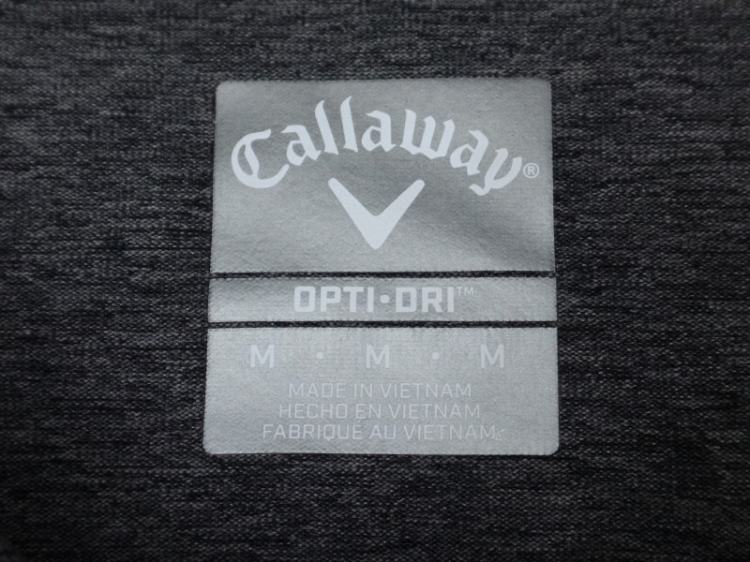 Callaway®
OPTI•DRI™
M • M • M
MADE IN VIETNAM
HECHO EN VIETNAM
FABRIQUÉ AU VIETNAM